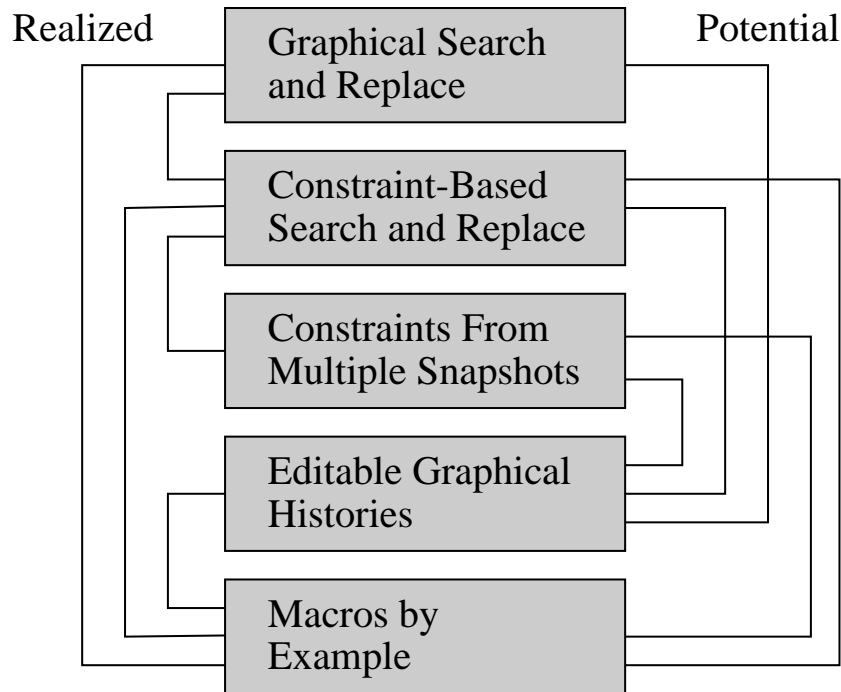 Realized
Potential
Graphical Search
and Replace
Constraint-Based
Search and Replace
Constraints From
Multiple Snapshots
Editable Graphical
Histories
Macros by
Example